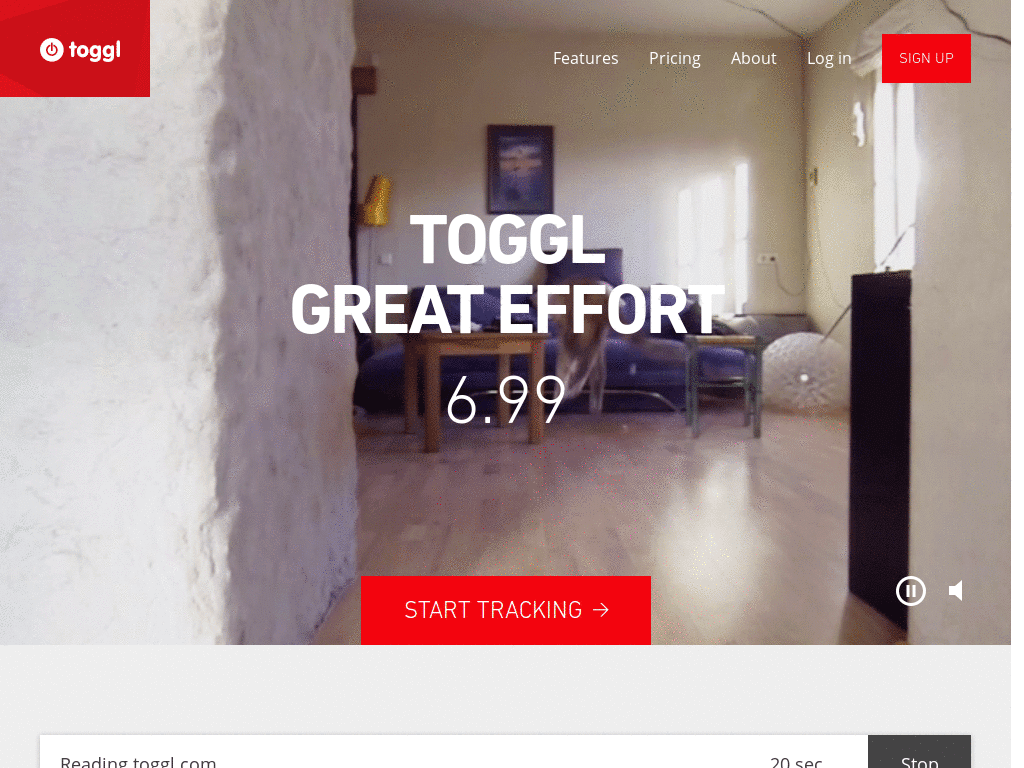 toggl
Features Pricing About Log in SIGN UP
TOGGL
GREAT EFFORT
6.99
START TRACKING →
Reading toggl.com 20 sec Stop